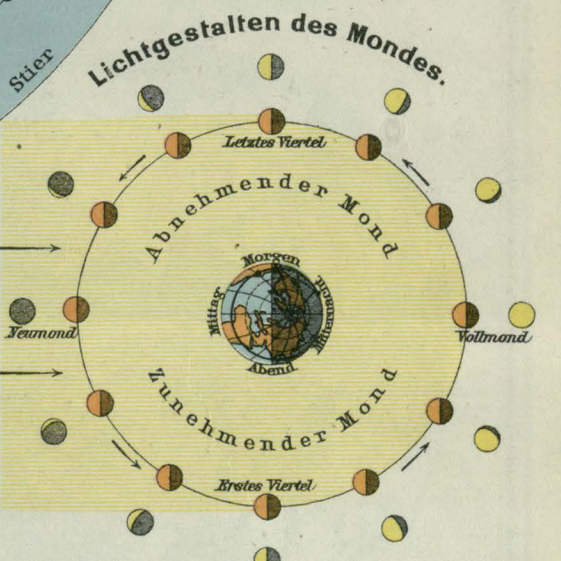 Stier
Lichtgestalten des Mondes.
Letztes Viertel
Abnehmender Mond
Morgen
Mittag
Mitternacht
Abend
Neumond
Vollmond
Zunehmender Mond
Erstes Viertel